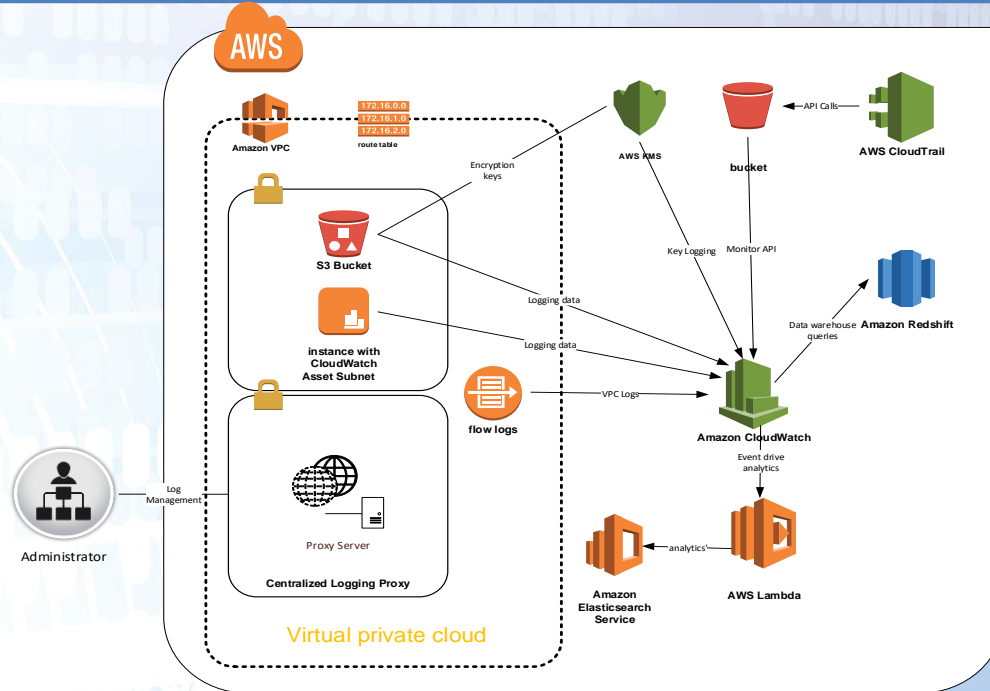 AWS
172.16.0.0
172.16.1.0
172.16.2.0
Amazon VPC
route table
API Calls
AWS CloudTrail
AWS KMS
bucket
Encryption
keys
S3 Bucket
Key Logging
Monitor API
Logging data
Data warehouse
queries
Amazon Redshift
instance with
CloudWatch
Asset Subnet
Logging data
VPC Logs
flow logs
Amazon CloudWatch
Event drive
analytics
Log
Management
Administrator
Proxy Server
Centralized Logging Proxy
analytics'
Amazon
Elasticsearch
Service
AWS Lambda
Virtual private cloud